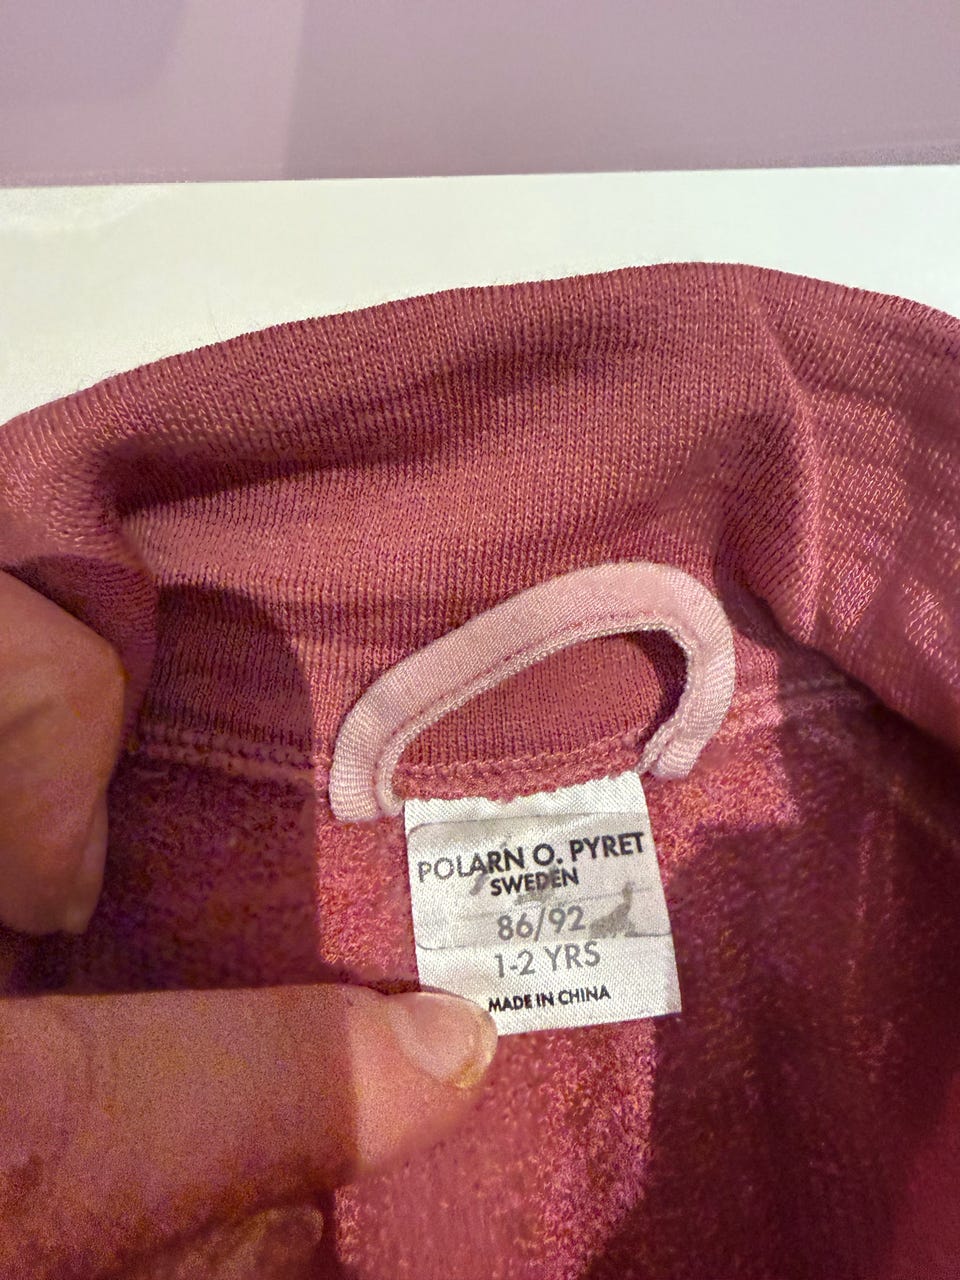 POLARN O. PYRET
SWEDEN
86/92
1-2 YRS
MADE IN CHINA